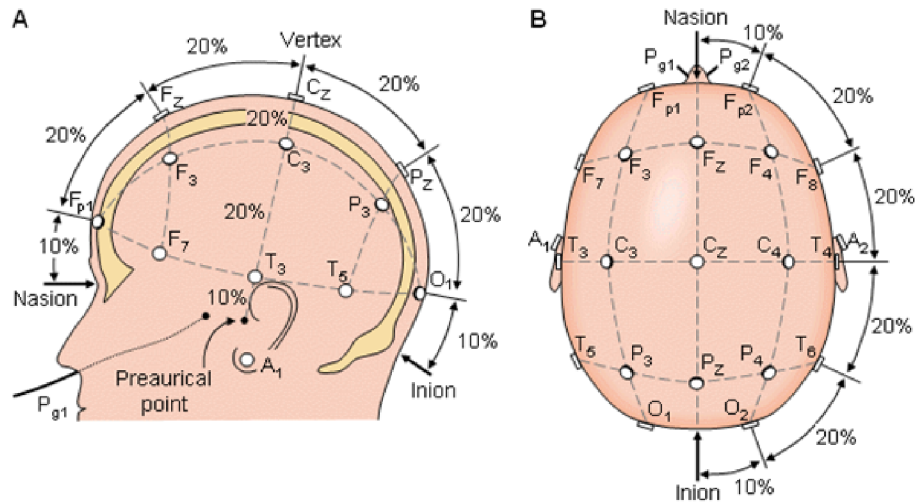 A
20%
Vertex
20%
20%
20%
20%
20%
20%
10%
10%
10%
FZ
CZ
PZ
Fp1
F3
C3
P3
F7
T3
T5
O1
A1
Nasion
Inion
Preaurical
point
Pg1
B
Nasion
10%
Pg1
Pg2
20%
Fp1
Fp2
F7
F3
FZ
F4
F8
20%
A1
T3
C3
CZ
C4
T4
A2
20%
T5
P3
PZ
P4
T6
O1
O2
20%
10%
Inion